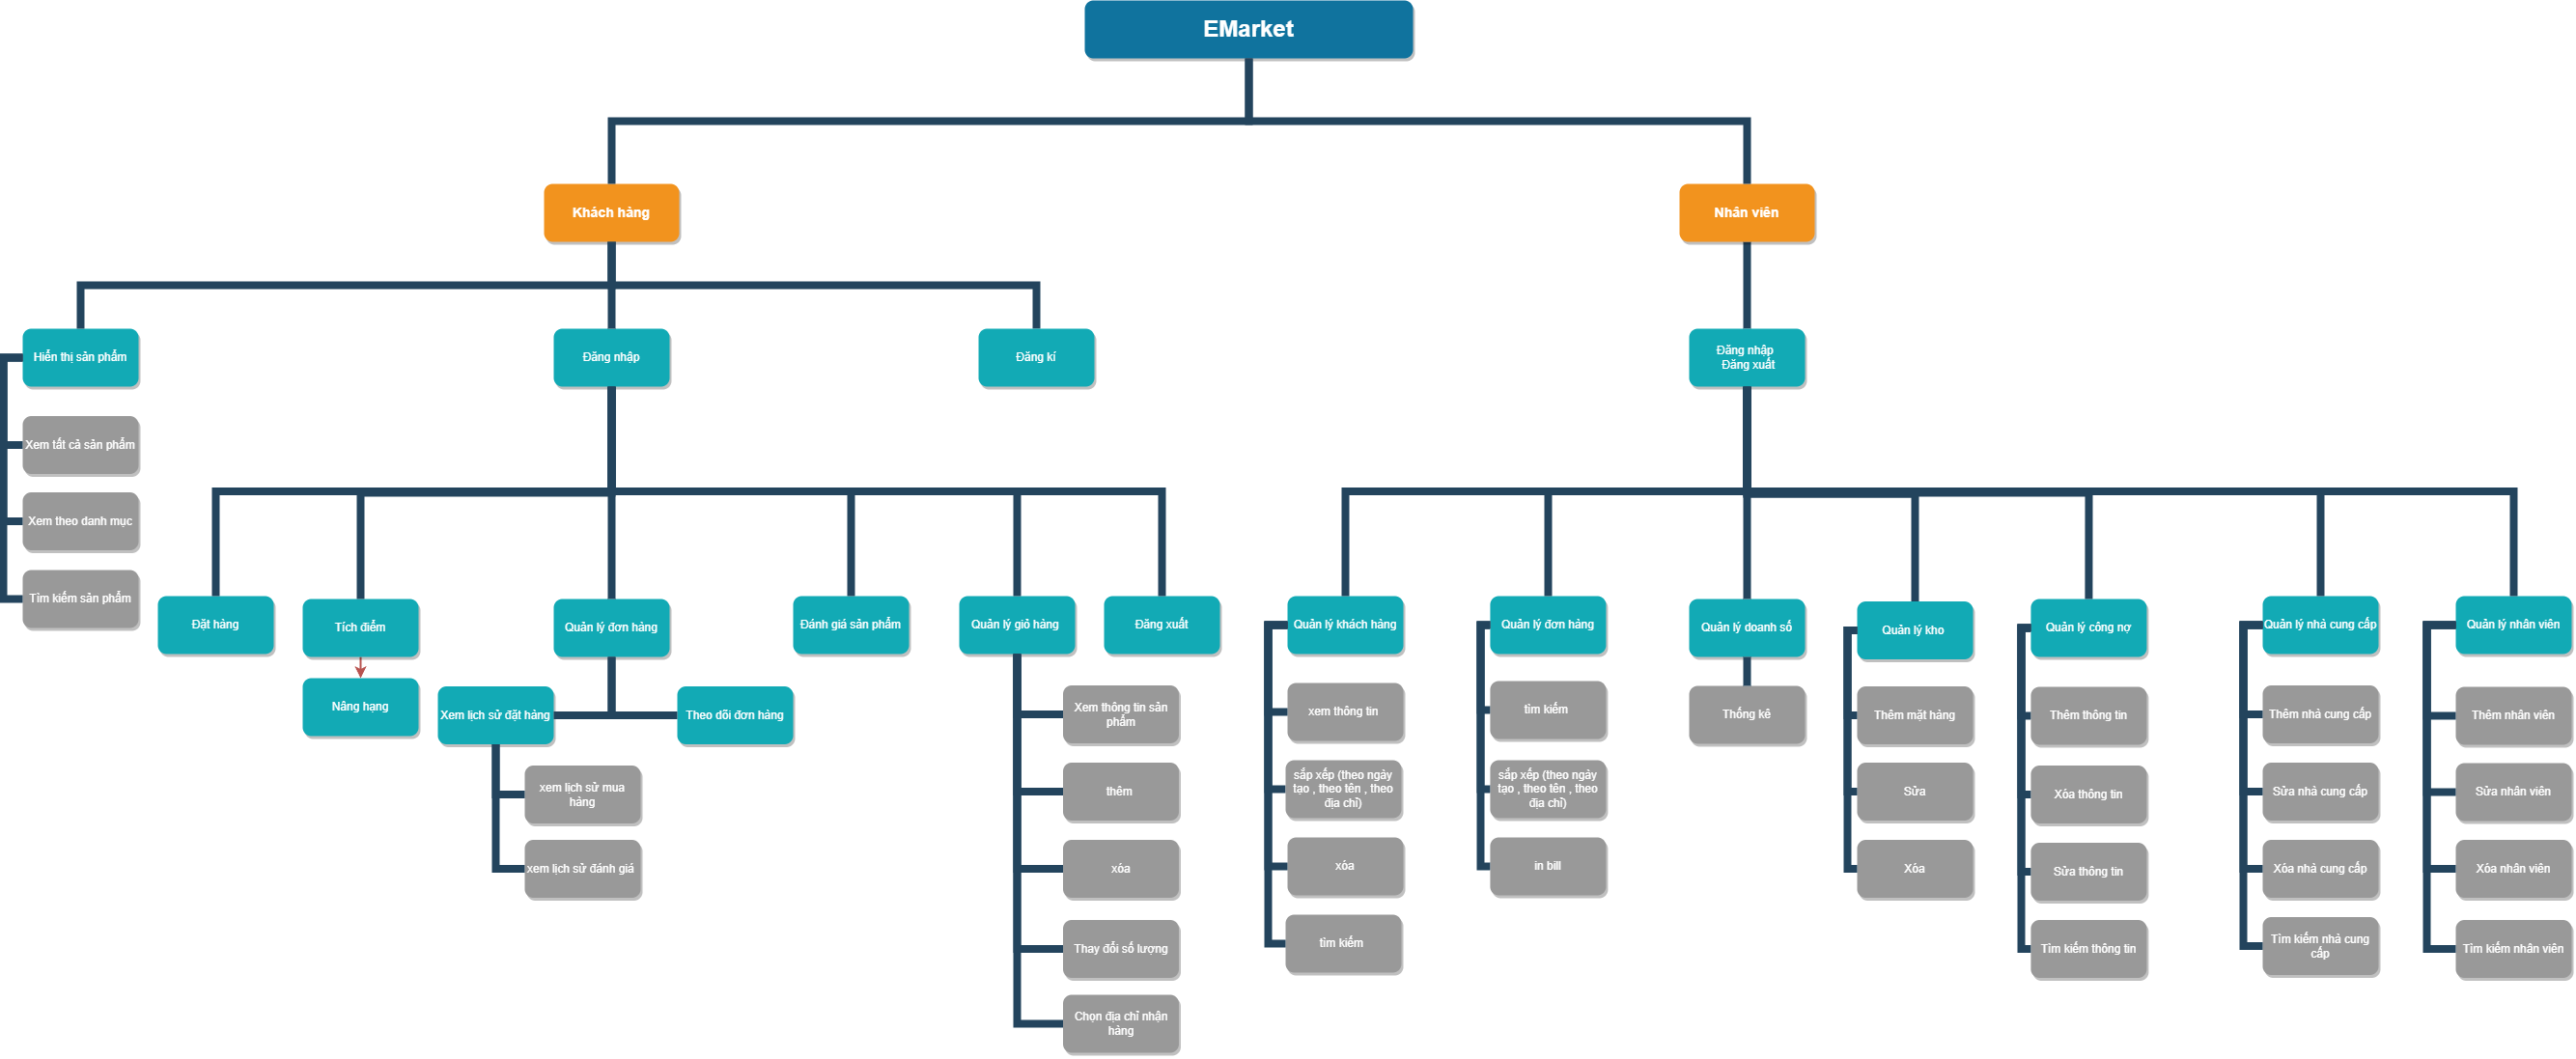 EMarket
Khách hàng
Nhân viên
Hiển thị sản phẩm
Đăng nhập
Đăng kí
Đăng nhập
Đăng xuất
Xem tất cả sản phẩm
Xem theo danh mục
Tìm kiếm sản phẩm
Đặt hàng
Tích điểm
Quản lý đơn hàng
Đánh giá sản phẩm
Quản lý giỏ hàng
Đăng xuất
Nâng hạng
Xem lịch sử đặt hàng
Theo dõi đơn hàng
xem lịch sử mua
hàng
xem lịch sử đánh giá
Xem thông tin sản
phẩm
thêm
xóa
Thay đổi số lượng
Chọn địa chỉ nhận
hàng
Quản lý khách hàng
Quản lý đơn hàng
Quản lý doanh số
Quản lý kho
Quản lý công nợ
Quản lý nhà cung cấp
Quản lý nhân viên
xem thông tin
sắp xếp (theo ngày
tạo , theo tên , theo
địa chỉ)
xóa
tìm kiếm
tìm kiếm
sắp xếp (theo ngày
tạo , theo tên , theo
địa chỉ)
in bill
Thống kê
Thêm mặt hàng
Sửa
Xóa
Thêm thông tin
Xóa thông tin
Sửa thông tin
Tìm kiếm thông tin
Thêm nhà cung cấp
Sửa nhà cung cấp
Xóa nhà cung cấp
Tìm kiếm nhà cung
cấp
Thêm nhân viên
Sửa nhân viên
Xóa nhân viên
Tìm kiếm nhân viên